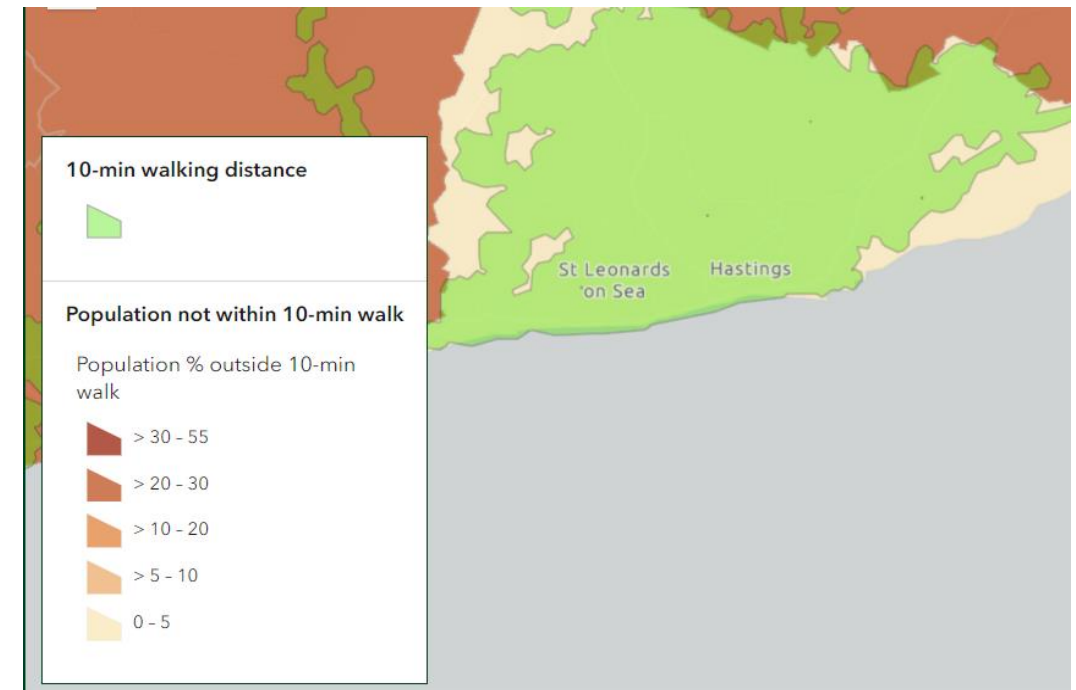 10-min walking distance
Population not within 10-min walk
Population % outside 10-min
walk
> 30 - 55
> 20 - 30
> 10 - 20
> 5 - 10
0 - 5
St Leonards
on Sea
Hastings